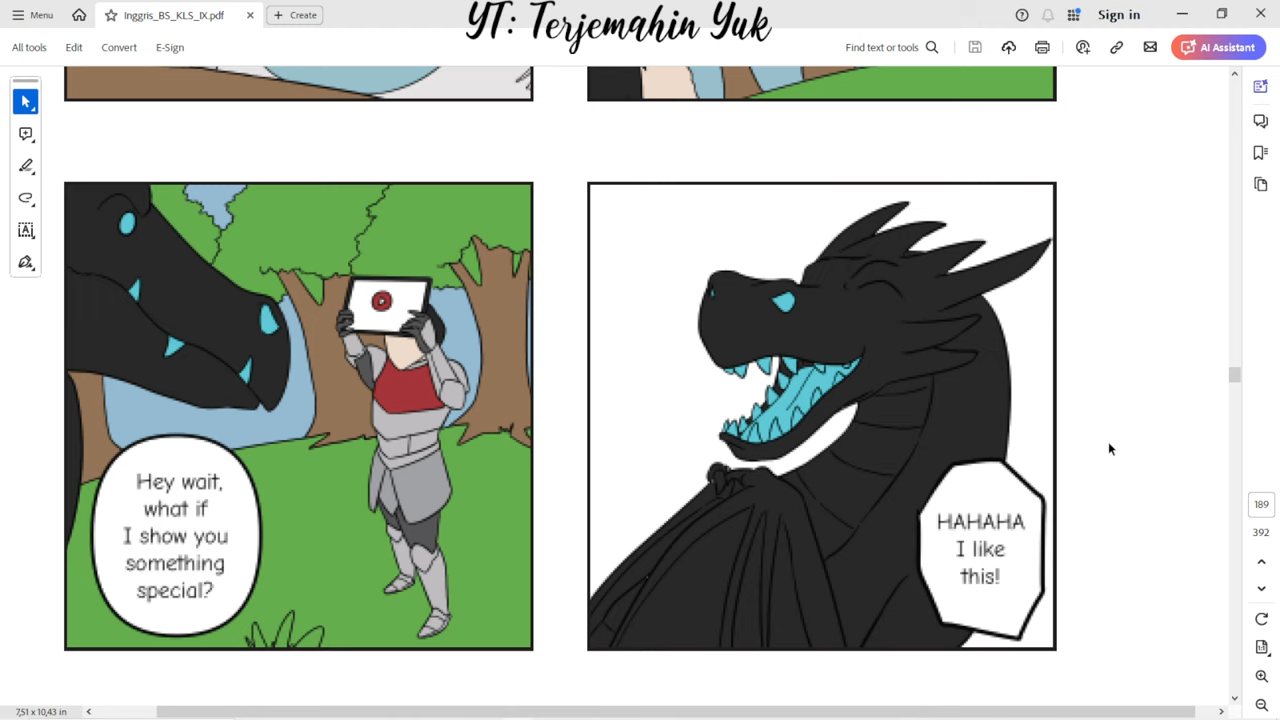 Menu
Inggris_BS_KLS_IX.pdf
Create
YT: Terjemahin Yuk
Sign in
All tools
Edit
Convert
E-Sign
Find text or tools
AI Assistant
Hey wait,
what if
I show you
something
special?
HAHAHA
I like
this!
189
392
7,51 x 10,43 in